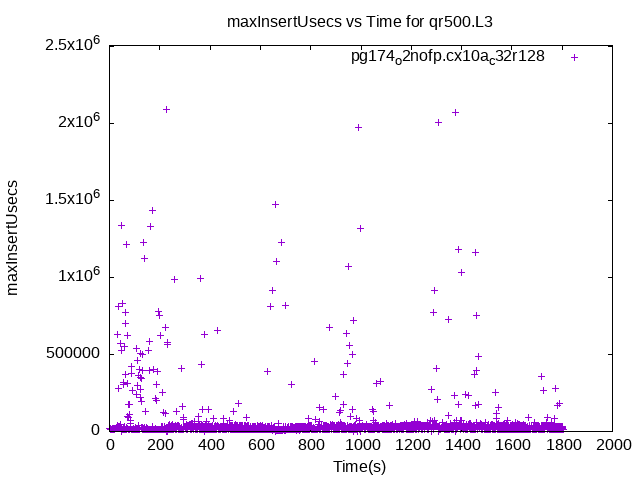 maxInsertUsecs vs Time for qr500.L3
2.5x10^6
pg174_o2nofp.cx10a_c32r128
2x10^6
1.5x10^6
maxInsertUsecs
1x10^6
500000
0
0 200 400 600 800 1000 1200 1400 1600 1800 2000
Time(s)